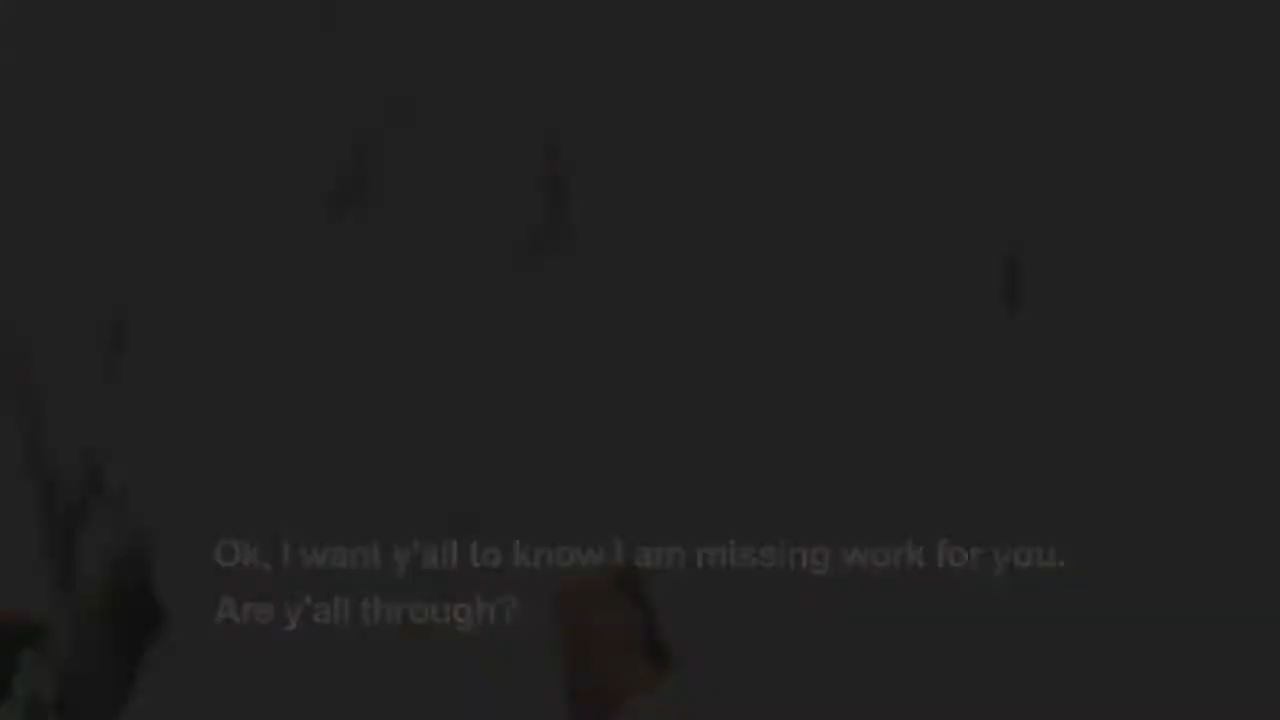 Ok, I want y'all to know I am missing work for you.
Are y'all through?